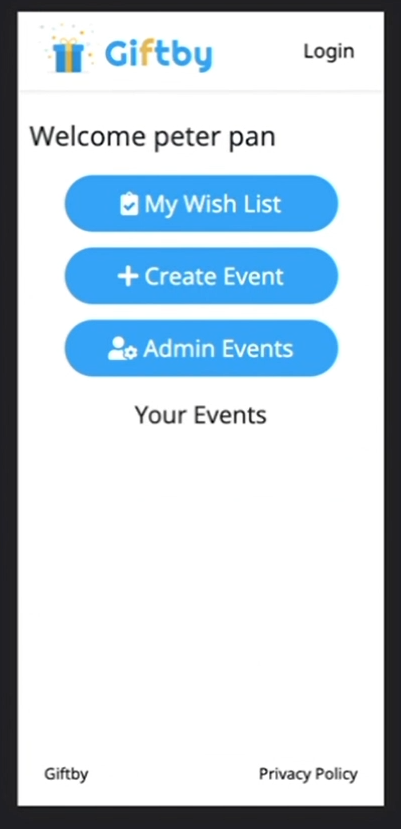 Giftby
Login
Welcome peter pan
My Wish List
Create Event
Admin Events
Your Events
Giftby
Privacy Policy